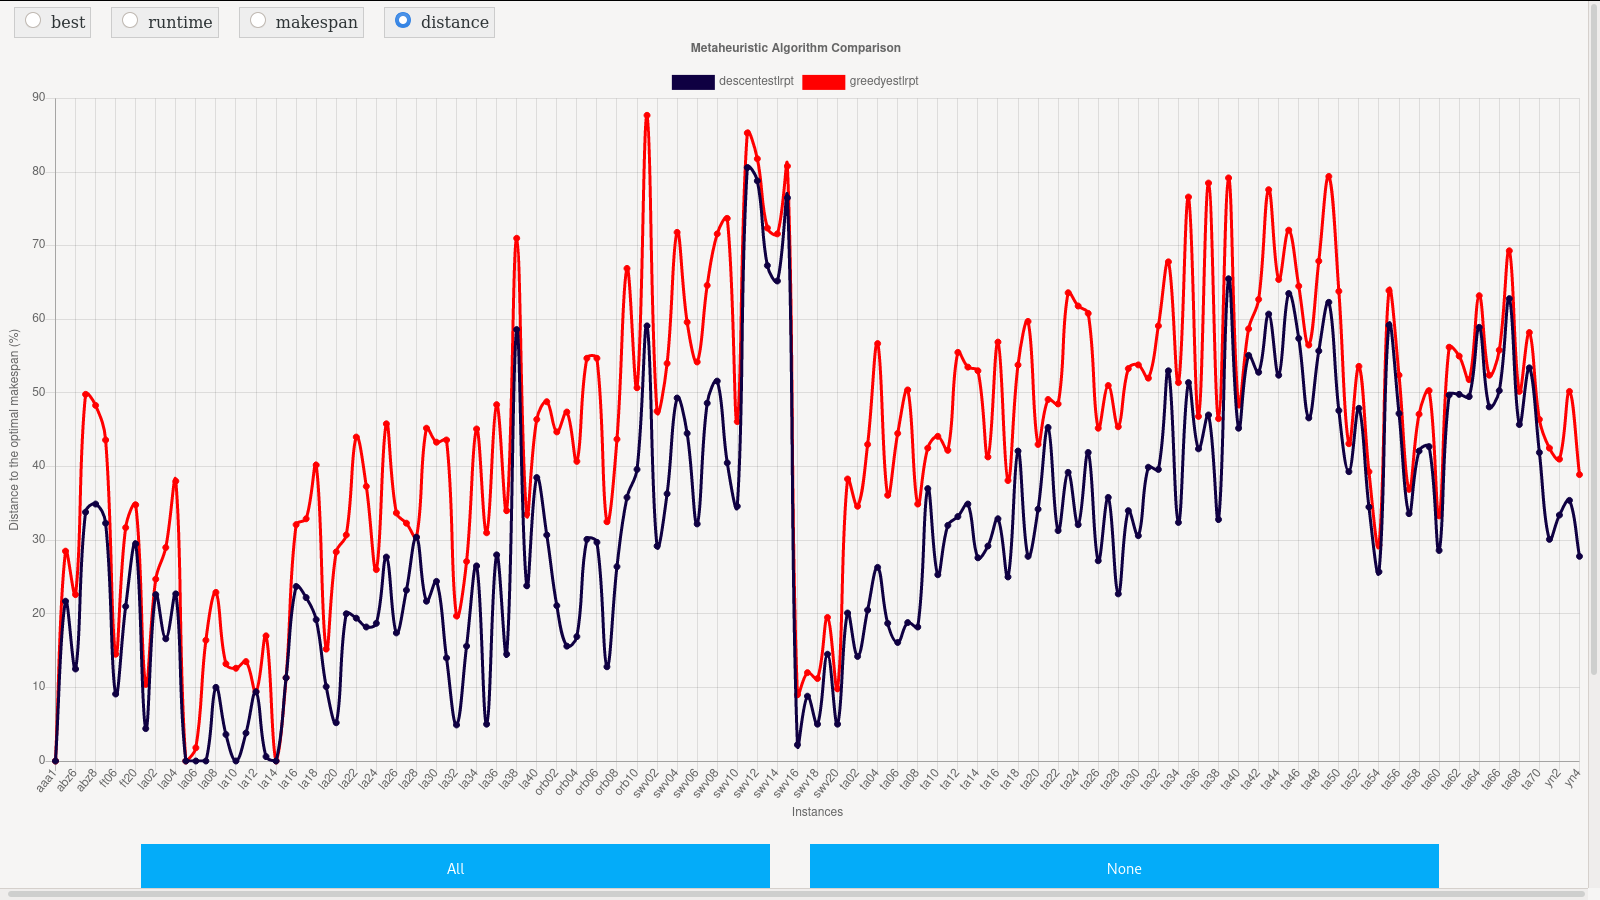 best runtime makespan distance
Metaheuristic Algorithm Comparison
descentestlrpt greedyestlrpt
90
80
70
60
50
40
30
20
10
0
Distance to the optimal makespan (%)
aaa1 abz6 abz8 ft06 ft20 la02 la04 la06 la08 la10 la12 la14 la16 la18 la20 la22 la24 la26 la28 la30 la32 la34 la36 la38 la40 orb02 orb04 orb06 orb08 orb10 swv02 swv04 swv06 swv08 swv10 swv12 swv14 swv16 swv18 swv20 ta02 ta04 ta06 ta08 ta10 ta12 ta14 ta16 ta18 ta20 ta22 ta24 ta26 ta28 ta30 ta32 ta34 ta36 ta38 ta40 ta42 ta44 ta46 ta48 ta50 ta52 ta54 ta56 ta58 ta60 ta62 ta64 ta66 ta68 ta70 yn2 yn4
Instances
All None